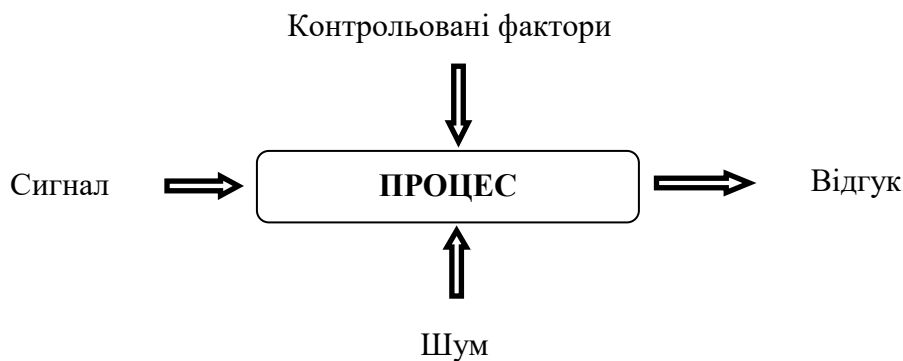 Контрольовані фактори
Сигнал
ПРОЦЕС
Відгук
Шум